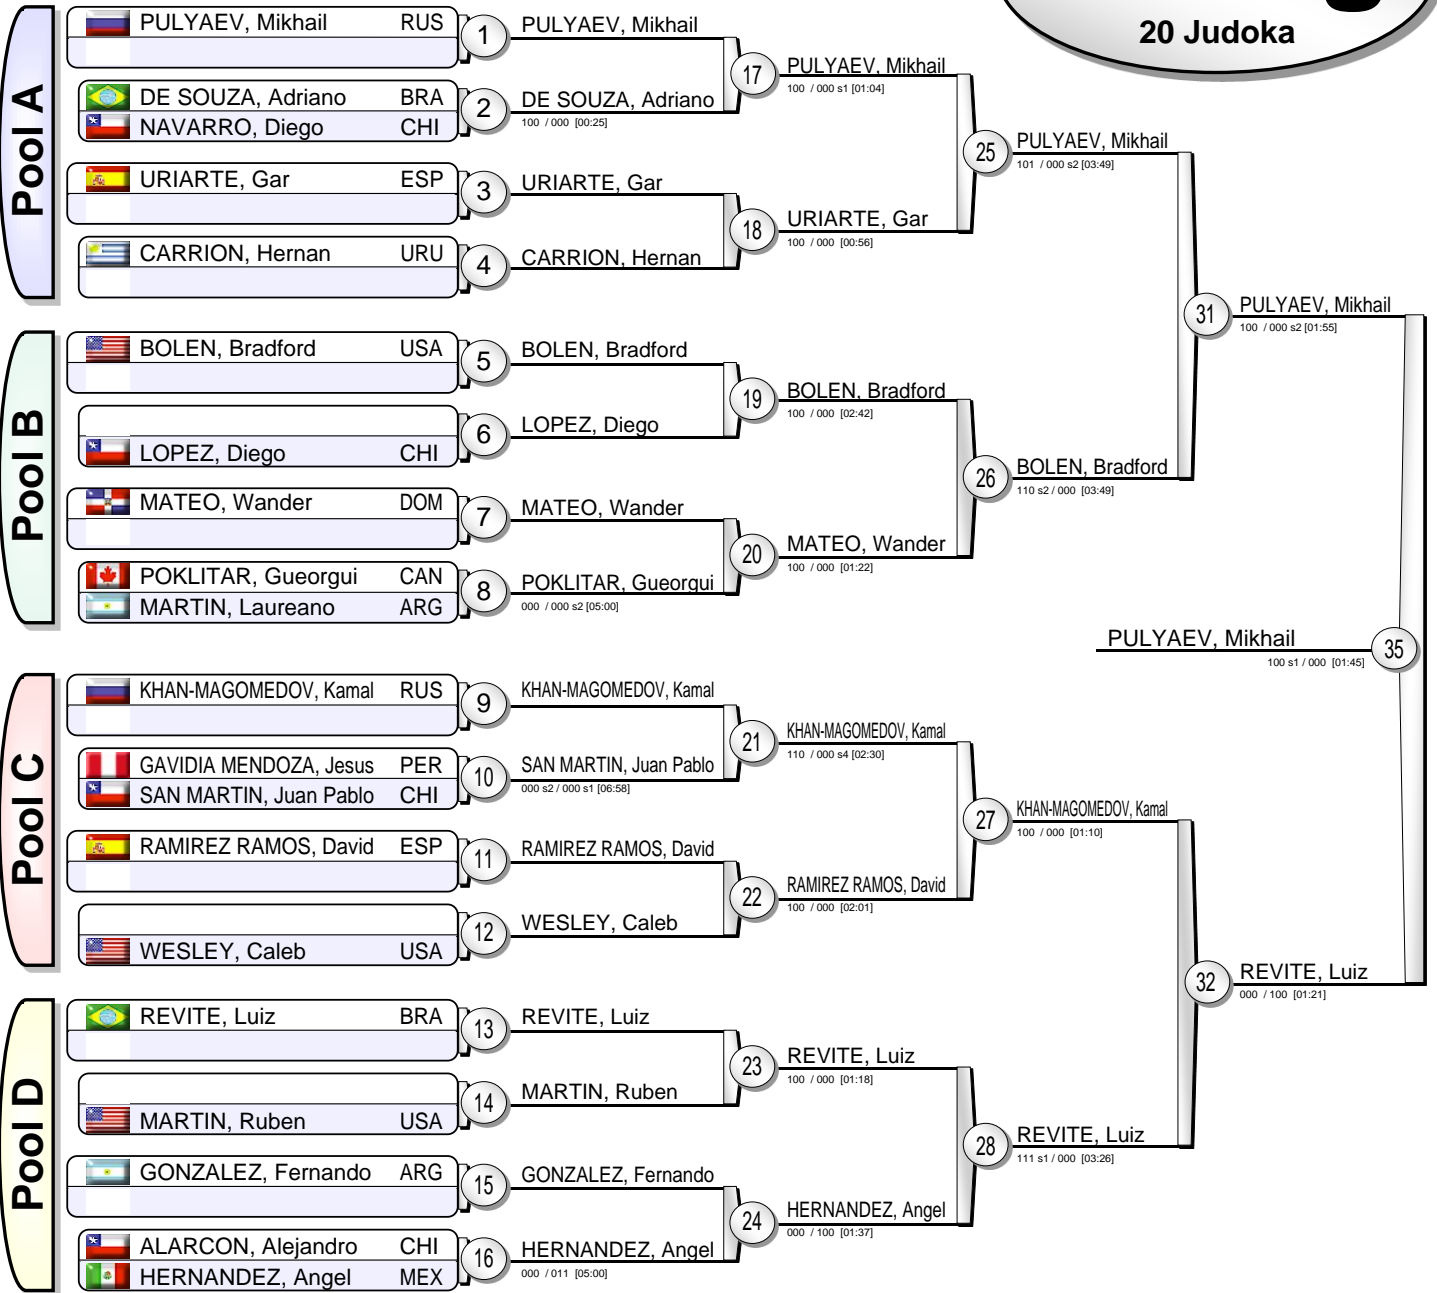 20 Judoka
Pool A
PULYAEV, Mikhail RUS
1
DE SOUZA, Adriano BRA
NAVARRO, Diego CHI
2
URIARTE, Gar ESP
3
CARRION, Hernan URU
4
Pool B
BOLEN, Bradford USA
5
LOPEZ, Diego CHI
6
MATEO, Wander DOM
7
POKLITAR, Gueorgui CAN
MARTIN, Laureano ARG
8
Pool C
KHAN-MAGOMEDOV, Kamal RUS
9
GAVIDIA MENDOZA, Jesus PER
SAN MARTIN, Juan Pablo CHI
10
RAMIREZ RAMOS, David ESP
11
WESLEY, Caleb USA
12
Pool D
REVITE, Luiz BRA
13
MARTIN, Ruben USA
14
GONZALEZ, Fernando ARG
15
ALARCON, Alejandro CHI
HERNANDEZ, Angel MEX
16
PULYAEV, Mikhail
DE SOUZA, Adriano
100 / 000 [00:25]
17
URIARTE, Gar
CARRION, Hernan
18
BOLEN, Bradford
LOPEZ, Diego
19
MATEO, Wander
POKLITAR, Gueorgui
000 / 000 s2 [05:00]
20
KHAN-MAGOMEDOV, Kamal
SAN MARTIN, Juan Pablo
000 s2 / 000 s1 [06:58]
21
RAMIREZ RAMOS, David
WESLEY, Caleb
22
REVITE, Luiz
MARTIN, Ruben
23
GONZALEZ, Fernando
HERNANDEZ, Angel
000 / 011 [05:00]
24
PULYAEV, Mikhail
100 / 000 s1 [01:04]
URIARTE, Gar
100 / 000 [00:56]
25
BOLEN, Bradford
100 / 000 [02:42]
MATEO, Wander
100 / 000 [01:22]
26
KHAN-MAGOMEDOV, Kamal
110 / 000 s4 [02:30]
RAMIREZ RAMOS, David
100 / 000 [02:01]
27
REVITE, Luiz
100 / 000 [01:18]
HERNANDEZ, Angel
000 / 100 [01:37]
28
PULYAEV, Mikhail
101 / 000 s2 [03:49]
BOLEN, Bradford
110 s2 / 000 [03:49]
31
KHAN-MAGOMEDOV, Kamal
100 / 000 [01:10]
REVITE, Luiz
111 s1 / 000 [03:26]
32
PULYAEV, Mikhail
100 / 000 s2 [01:55]
REVITE, Luiz
000 / 100 [01:21]
PULYAEV, Mikhail
100 s1 / 000 [01:45]
35